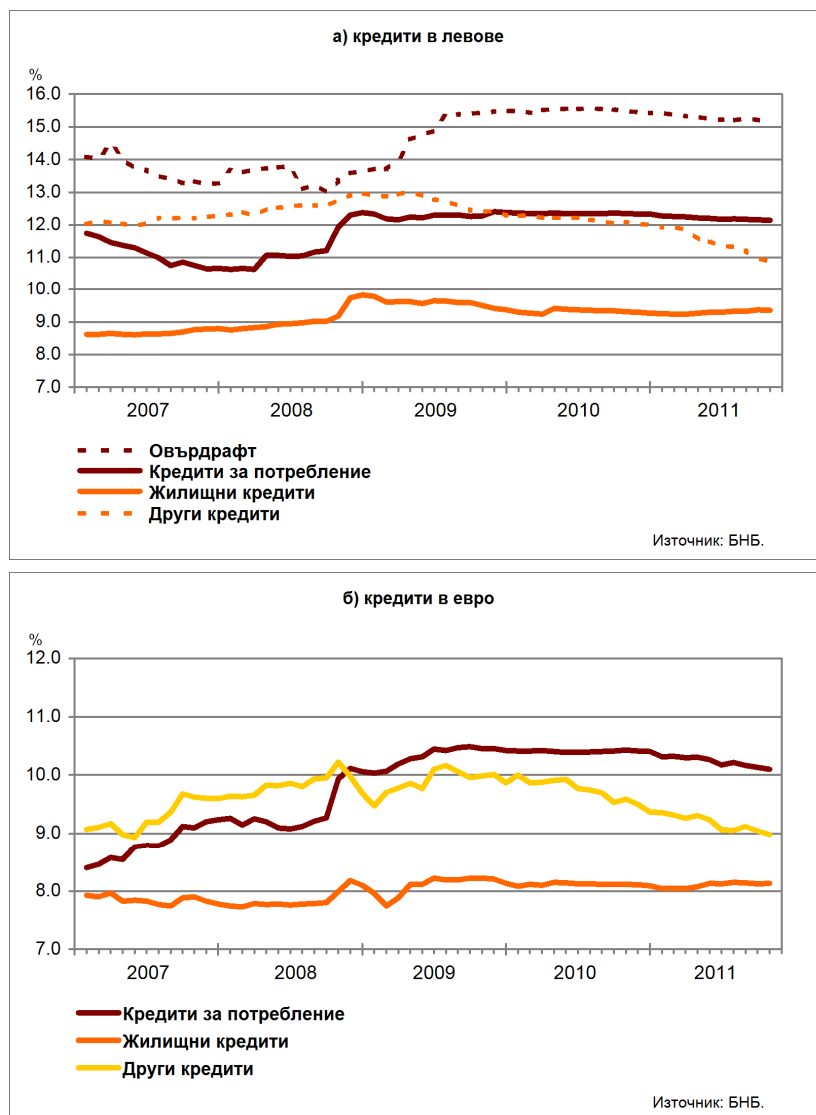 а) кредити в левове
%
16.0
15.0
14.0
13.0
12.0
11.0
10.0
9.0
8.0
7.0
2007 2008 2009 2010 2011
Овърдрафт
Кредити за потребление
Жилищни кредити
Други кредити
Източник: БНБ.
б) кредити в евро
%
12.0
11.0
10.0
9.0
8.0
7.0
2007 2008 2009 2010 2011
Кредити за потребление
Жилищни кредити
Други кредити
Източник: БНБ.